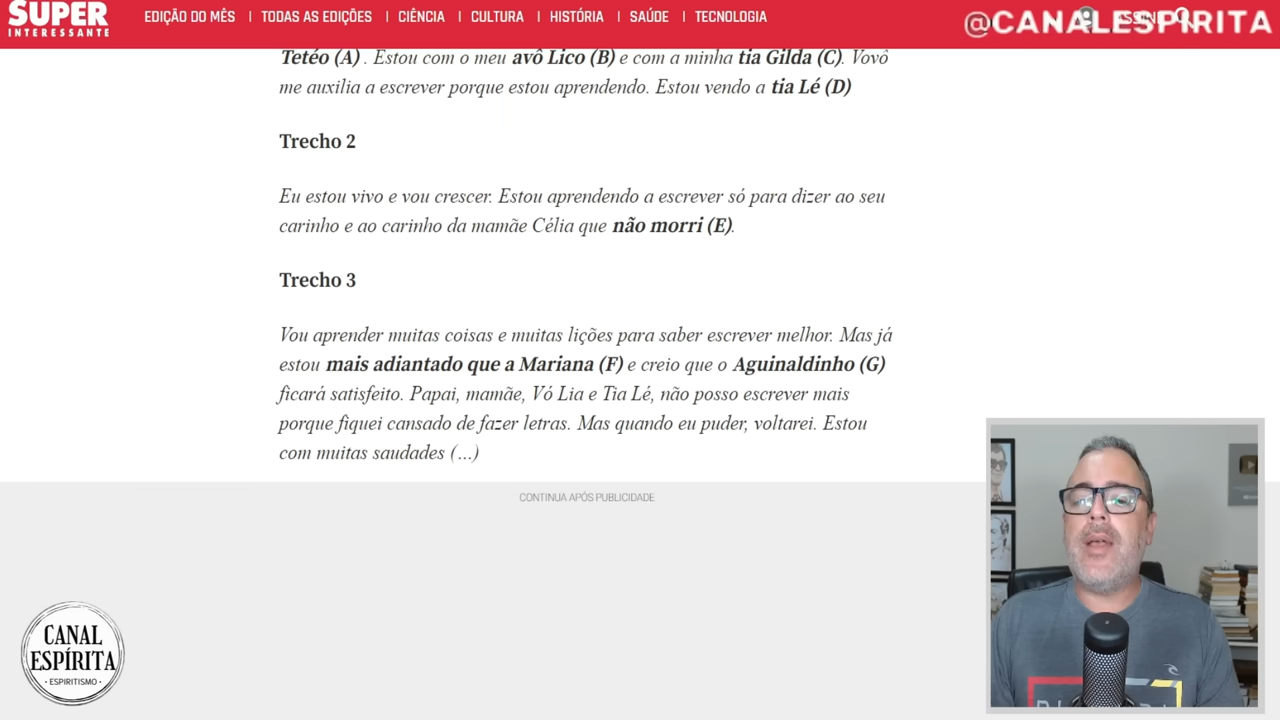 SUPER
INTERESSANTE
EDIÇÃO DO MÊS | TODAS AS EDIÇÕES | CIÊNCIA | CULTURA | HISTÓRIA | SAÚDE | TECNOLOGIA
@CANALESPÍRITA
Tetéo (A) . Estou com o meu avô Lico (B) e com a minha tia Gilda (C). Vovô
me auxilia a escrever porque estou aprendendo. Estou vendo a tia Lé (D)
Trecho 2
Eu estou vivo e vou crescer. Estou aprendendo a escrever só para dizer ao seu
carinho e ao carinho da mamãe Célia que não morri (E).
Trecho 3
Vou aprender muitas coisas e muitas lições para saber escrever melhor. Mas já
estou mais adiantado que a Mariana (F) e creio que o Aguinaldinho (G)
ficará satisfeito. Papai, mamãe, Vó Lia e Tia Lé, não posso escrever mais
porque fiquei cansado de fazer letras. Mas quando eu puder, voltarei. Estou
com muitas saudades (...)
CONTINUA APÓS PUBLICIDADE
CANAL
ESPÍRITA
• ESPIRITISMO •